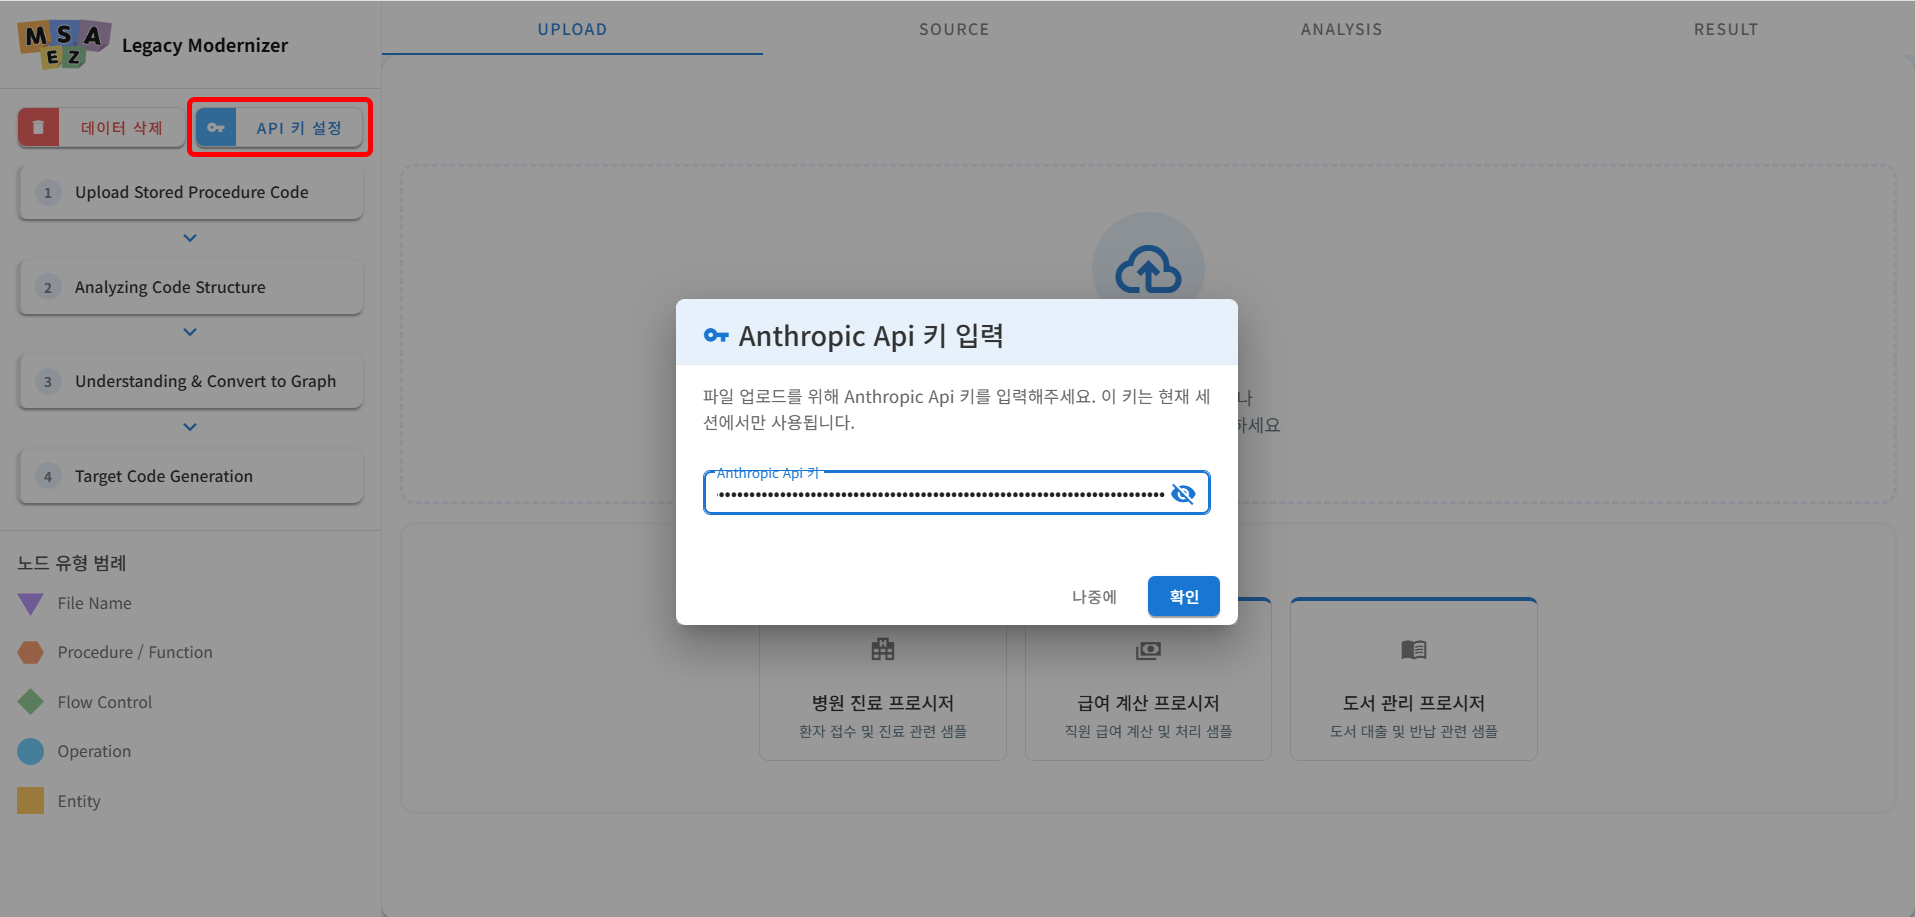 MSA
EZ
Legacy Modernizer
UPLOAD
SOURCE
ANALYSIS
RESULT
데이터 삭제
API 키 설정
1 Upload Stored Procedure Code
2 Analyzing Code Structure
3 Understanding & Convert to Graph
4 Target Code Generation
노드 유형 범례
File Name
Procedure / Function
Flow Control
Operation
Entity
Anthropic Api 키 입력
파일 업로드를 위해 Anthropic Api 키를 입력해주세요. 이 키는 현재 세
션에서만 사용됩니다.
Anthropic Api 키
나중에
확인
나
하세요
병원 진료 프로시저
환자 접수 및 진료 관련 샘플
급여 계산 프로시저
직원 급여 계산 및 처리 샘플
도서 관리 프로시저
도서 대출 및 반납 관련 샘플